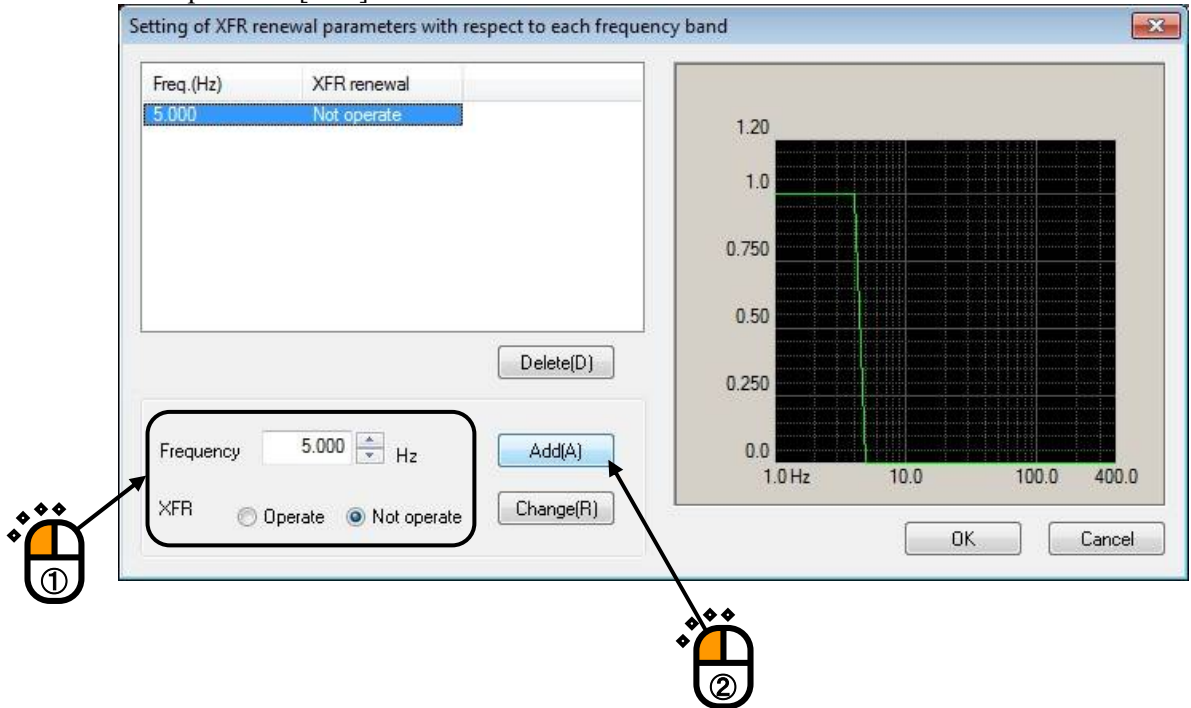 Setting of XFR renewal parameters with respect to each frequency band
Freq.(Hz) XFR renewal
5.000 Not operate
Delete(D)
Frequency 5.000 Hz
Add(A)
XFR Operate Not operate
Change(R)
1.20
1.0
0.750
0.50
0.250
0.0
1.0 Hz 10.0 100.0 400.0
OK Cancel
①
②